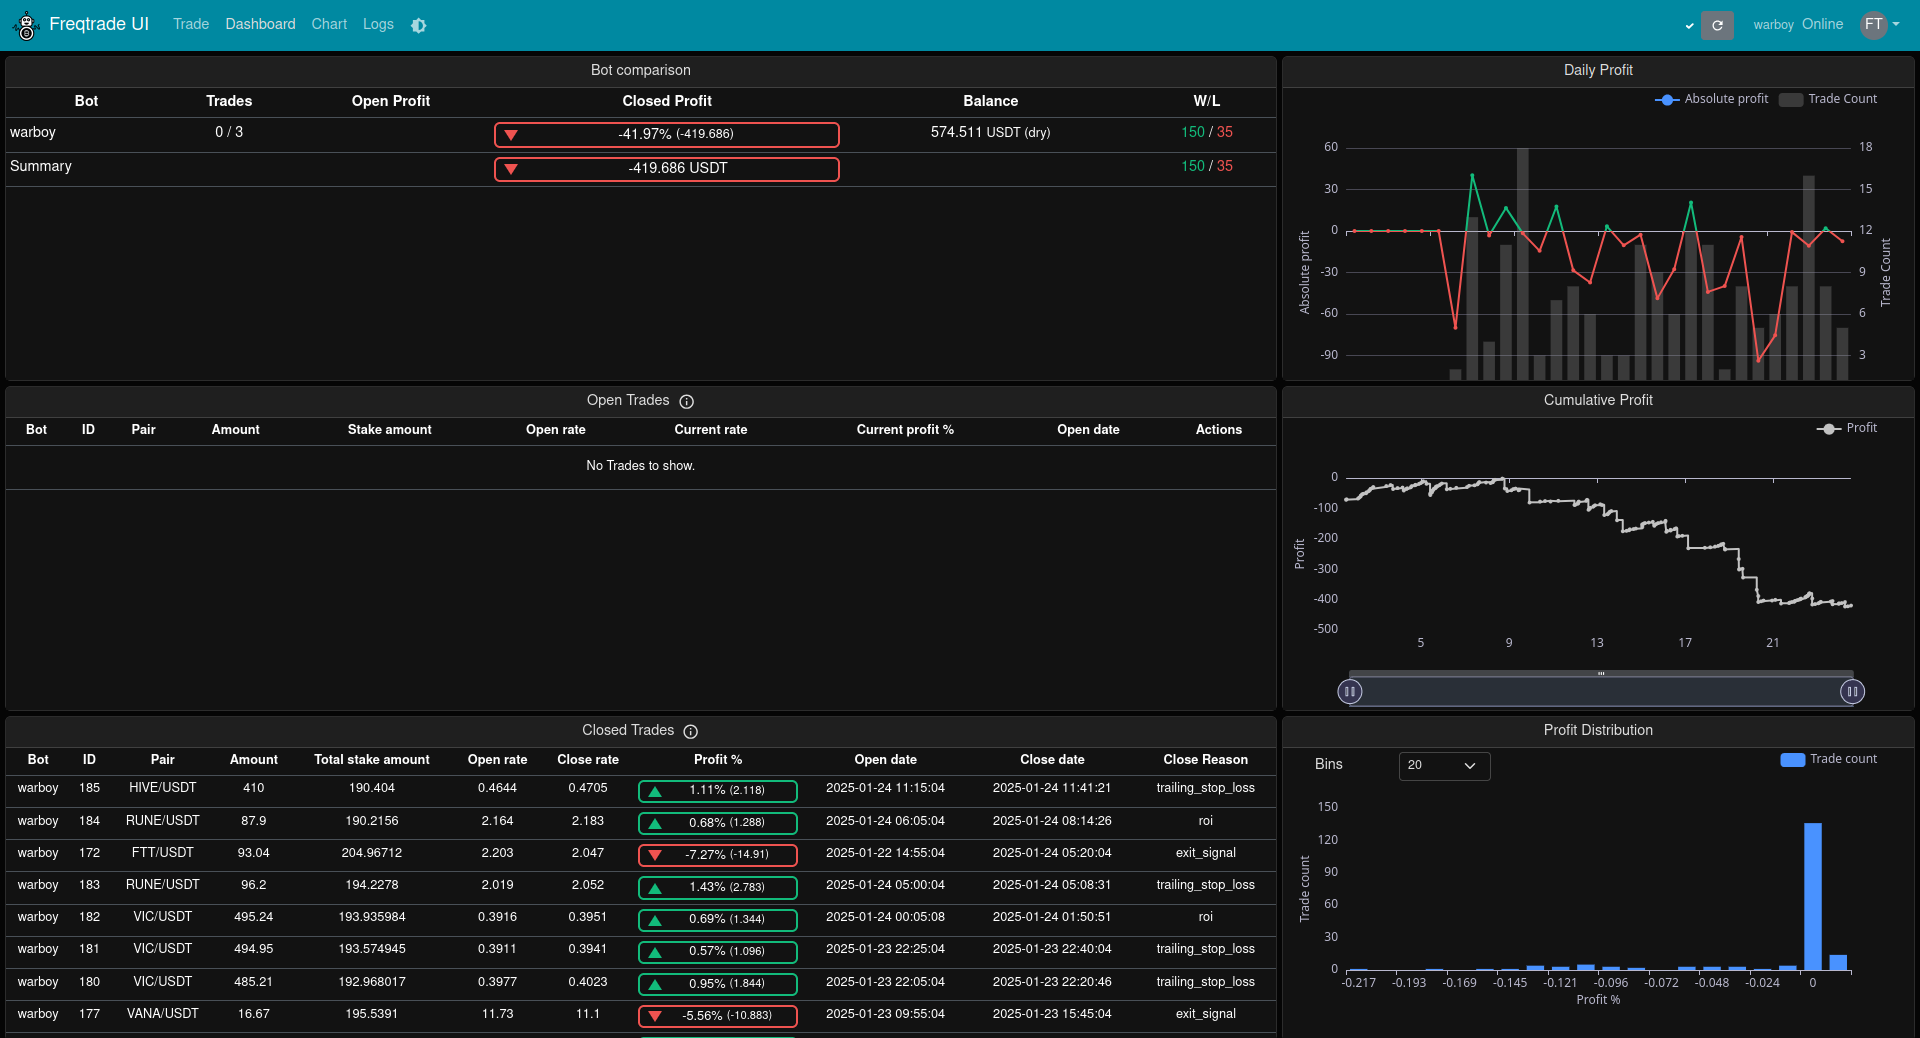 Freqtrade UI Trade Dashboard Chart Logs warboy Online FT
Bot comparison
Bot Trades Open Profit Closed Profit Balance W/L
warboy 0 / 3 -41.97% (-419.686) 574.511 USDT (dry) 150 / 35
Summary -419.686 USDT 150 / 35
Daily Profit
Absolute profit Trade Count
60 18
30 15
0 12
-30 9
-60 6
-90 3
Absolute profit
Trade Count
Open Trades
Bot ID Pair Amount Stake amount Open rate Current rate Current profit % Open date Actions
No Trades to show.
Cumulative Profit
Profit
0
-100
-200
-300
-400
-500
Profit
5 9 13 17 21
Closed Trades
Bot ID Pair Amount Total stake amount Open rate Close rate Profit % Open date Close date Close Reason
warboy 185 HIVE/USDT 410 190.404 0.4644 0.4705 1.11% (2.118) 2025-01-24 11:15:04 2025-01-24 11:41:21 trailing_stop_loss
warboy 184 RUNE/USDT 87.9 190.2156 2.164 2.183 0.68% (1.288) 2025-01-24 06:05:04 2025-01-24 08:14:26 roi
warboy 172 FTT/USDT 93.04 204.96712 2.203 2.047 -7.27% (-14.91) 2025-01-22 14:55:04 2025-01-24 05:20:04 exit_signal
warboy 183 RUNE/USDT 96.2 194.2278 2.019 2.052 1.43% (2.783) 2025-01-24 05:00:04 2025-01-24 05:08:31 trailing_stop_loss
warboy 182 VIC/USDT 495.24 193.935984 0.3916 0.3951 0.69% (1.344) 2025-01-24 00:05:08 2025-01-24 01:50:51 roi
warboy 181 VIC/USDT 494.95 193.574945 0.3911 0.3941 0.57% (1.096) 2025-01-23 22:25:04 2025-01-23 22:40:04 trailing_stop_loss
warboy 180 VIC/USDT 485.21 192.968017 0.3977 0.4023 0.95% (1.844) 2025-01-23 22:05:04 2025-01-23 22:20:46 trailing_stop_loss
warboy 177 VANA/USDT 16.67 195.5391 11.73 11.1 -5.56% (-10.883) 2025-01-23 09:55:04 2025-01-23 15:45:04 exit_signal
Profit Distribution
Bins 20 Trade count
150
120
90
60
30
0
Trade count
-0.217 -0.193 -0.169 -0.145 -0.121 -0.096 -0.072 -0.048 -0.024 0
Profit %